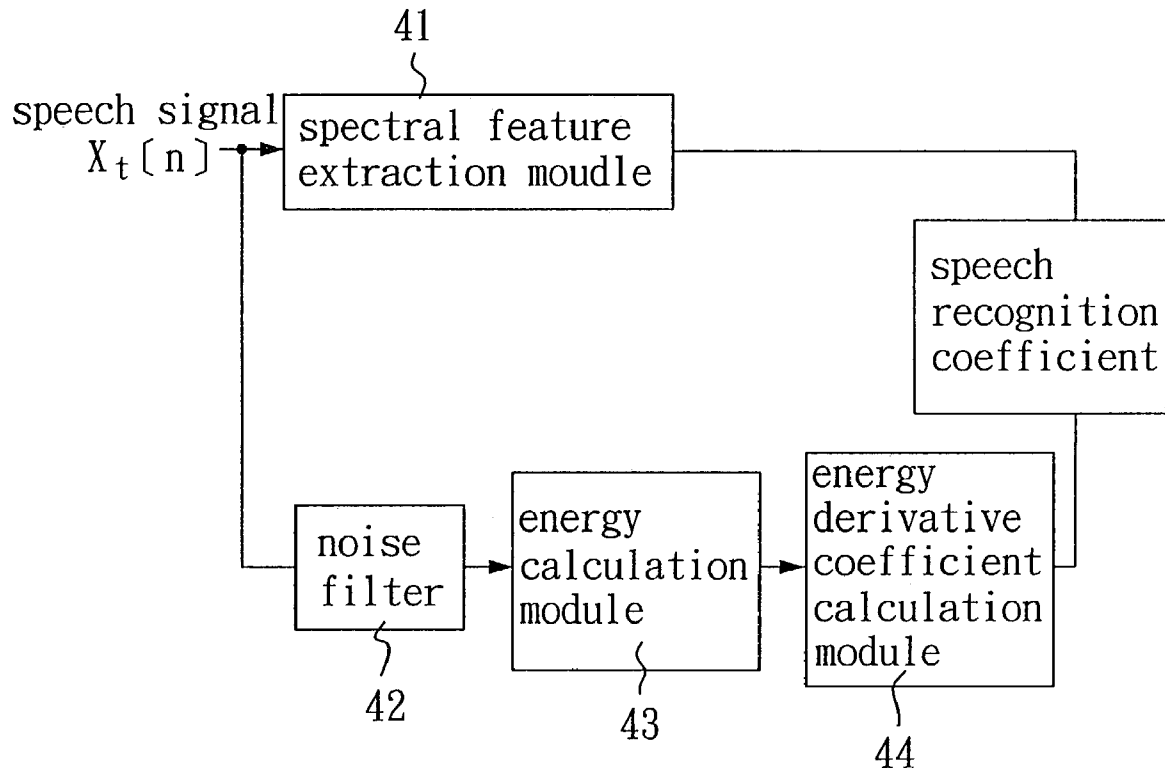 41
speech signal
Xₜ[n]
spectral feature
extraction moudle
speech
recognition
coefficient
noise
filter
energy
calculation
module
energy
derivative
coefficient
calculation
module
42
43
44